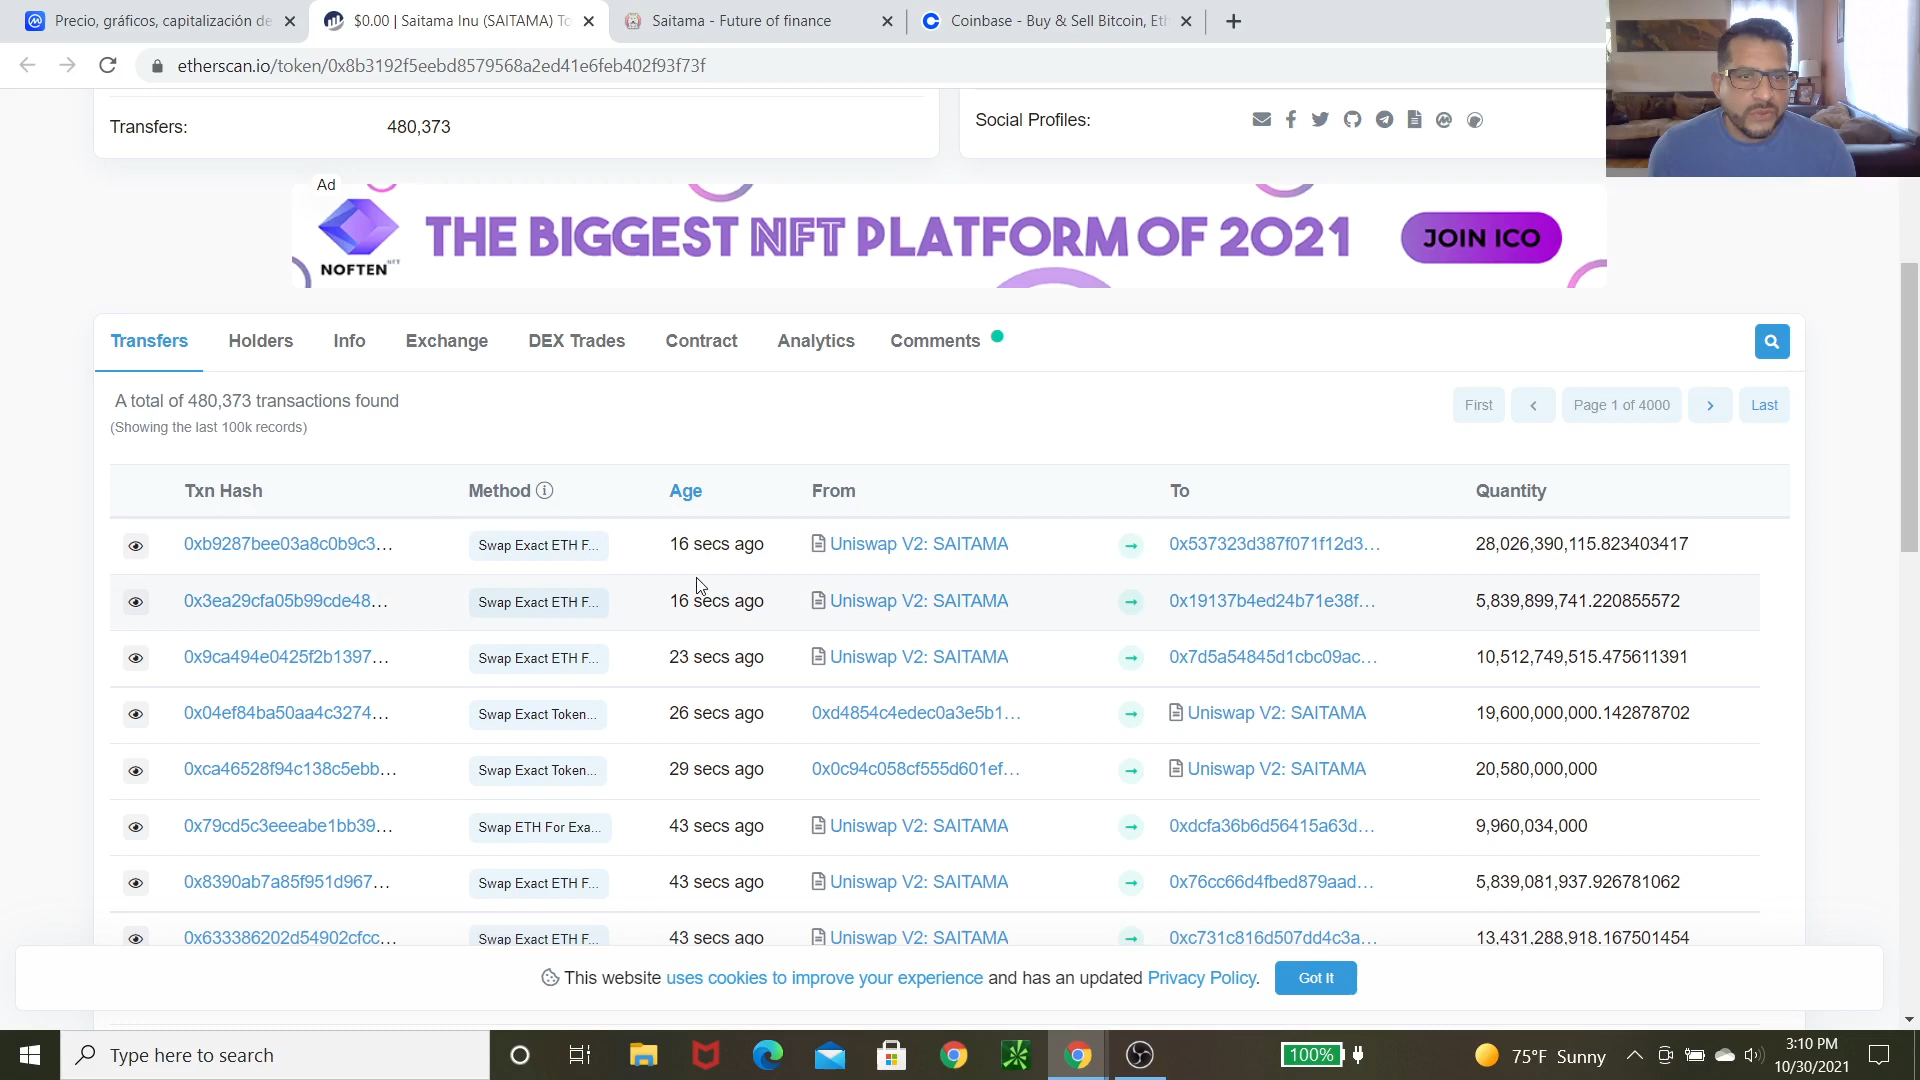 Precio, gráficos, capitalización de
$0.00 | Saitama Inu (SAITAMA) To
Saitama - Future of finance
Coinbase - Buy & Sell Bitcoin, Eth
etherscan.io/token/0x8b3192f5eebd8579568a2ed41e6feb402f93f73f
Transfers: 480,373
Social Profiles:
Ad
NOFTEN NFT
THE BIGGEST NFT PLATFORM OF 2021
JOIN ICO
Transfers Holders Info Exchange DEX Trades Contract Analytics Comments
A total of 480,373 transactions found
(Showing the last 100k records)
First Page 1 of 4000 Last
Txn Hash Method Age From To Quantity
0xb9287bee03a8c0b9c3... Swap Exact ETH F... 16 secs ago Uniswap V2: SAITAMA 0x537323d387f071f12d3... 28,026,390,115.823403417
0x3ea29cfa05b99cde48... Swap Exact ETH F... 16 secs ago Uniswap V2: SAITAMA 0x19137b4ed24b71e38f... 5,839,899,741.220855572
0x9ca494e0425f2b1397... Swap Exact ETH F... 23 secs ago Uniswap V2: SAITAMA 0x7d5a54845d1cbc09ac... 10,512,749,515.475611391
0x04ef84ba50aa4c3274... Swap Exact Token... 26 secs ago 0xd4854c4edec0a3e5b1... Uniswap V2: SAITAMA 19,600,000,000.142878702
0xca46528f94c138c5ebb... Swap Exact Token... 29 secs ago 0x0c94c058cf555d601ef... Uniswap V2: SAITAMA 20,580,000,000
0x79cd5c3eeeabe1bb39... Swap ETH For Exa... 43 secs ago Uniswap V2: SAITAMA 0xdcfa36b6d56415a63d... 9,960,034,000
0x8390ab7a85f951d967... Swap Exact ETH F... 43 secs ago Uniswap V2: SAITAMA 0x76cc66d4fbed879aad... 5,839,081,937.926781062
0x633386202d54902cfcc... Swap Exact ETH F... 43 secs ago Uniswap V2: SAITAMA 0xc731c816d507dd4c3a... 13,431,288,918.167501454
This website uses cookies to improve your experience and has an updated Privacy Policy. Got It
Type here to search
100%
75°F Sunny
3:10 PM
10/30/2021